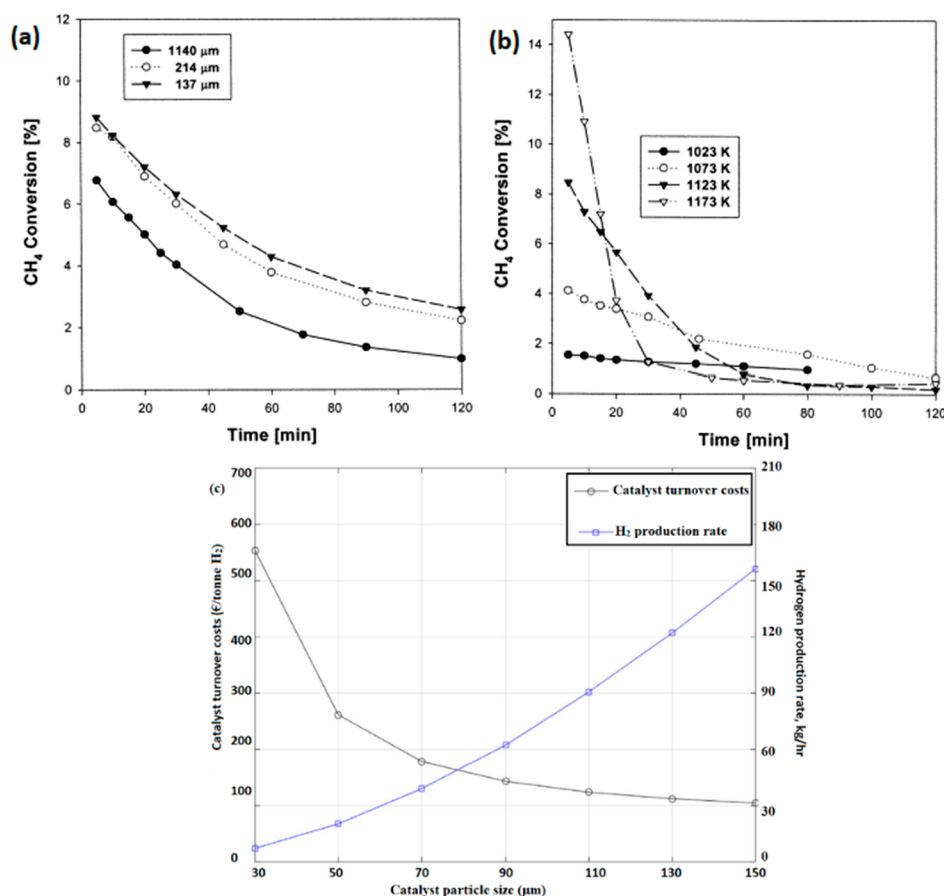 (a)
12
10
8
6
4
2
0
CH₄ Conversion [%]
1140 μm
214 μm
137 μm
0 20 40 60 80 100 120
Time [min]
(b)
14
12
10
8
6
4
2
0
CH₄ Conversion [%]
1023 K
1073 K
1123 K
1173 K
0 20 40 60 80 100 120
Time [min]
(c)
700
600
500
400
300
200
100
0
Catalyst turnover costs (€/tonne H₂)
Catalyst turnover costs
H₂ production rate
210
180
150
120
90
60
30
0
Hydrogen production rate, kg/hr
30 50 70 90 110 130 150
Catalyst particle size (μm)